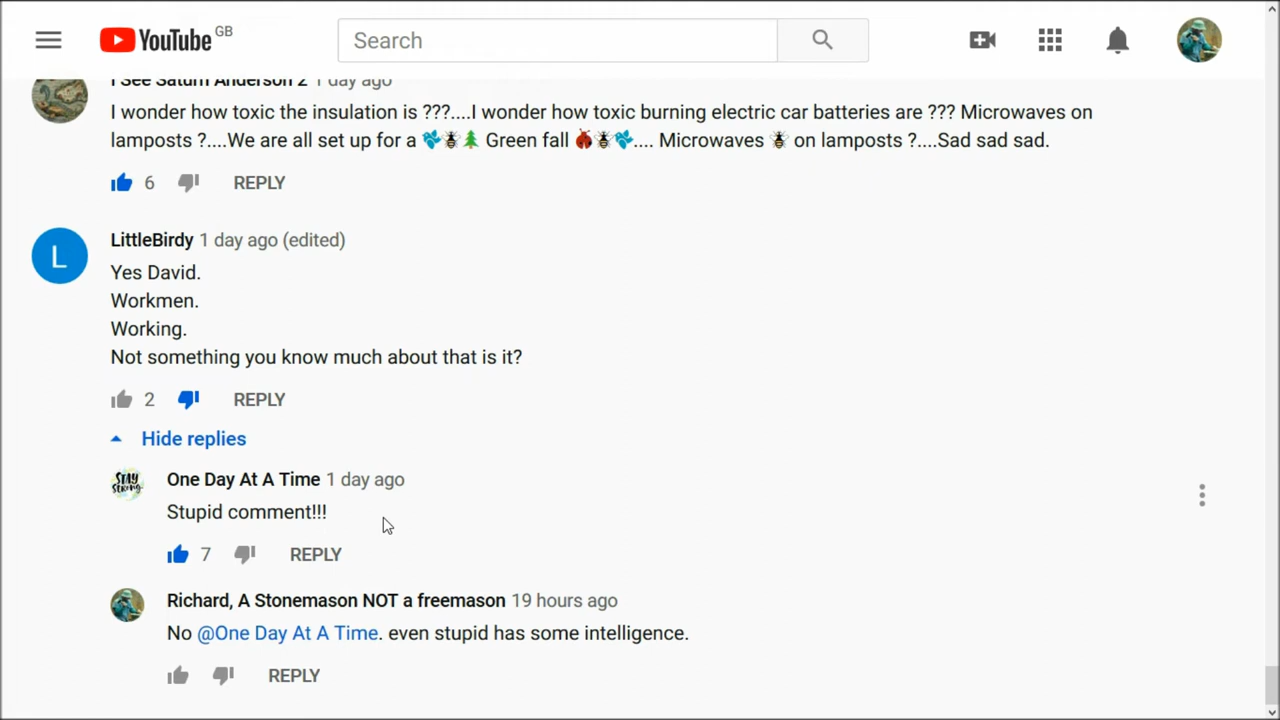 YouTube GB
Search
I See Saturn Anderson 2 1 day ago
I wonder how toxic the insulation is ???....I wonder how toxic burning electric car batteries are ??? Microwaves on
lamposts ?....We are all set up for a 🐝🌲 Green fall 🐞🐝.... Microwaves 🐝 on lamposts ?....Sad sad sad.
6 REPLY
L
LittleBirdy 1 day ago (edited)
Yes David.
Workmen.
Working.
Not something you know much about that is it?
2 REPLY
Hide replies
STAY STRONG
One Day At A Time 1 day ago
Stupid comment!!!
7 REPLY
Richard, A Stonemason NOT a freemason 19 hours ago
No @One Day At A Time. even stupid has some intelligence.
REPLY